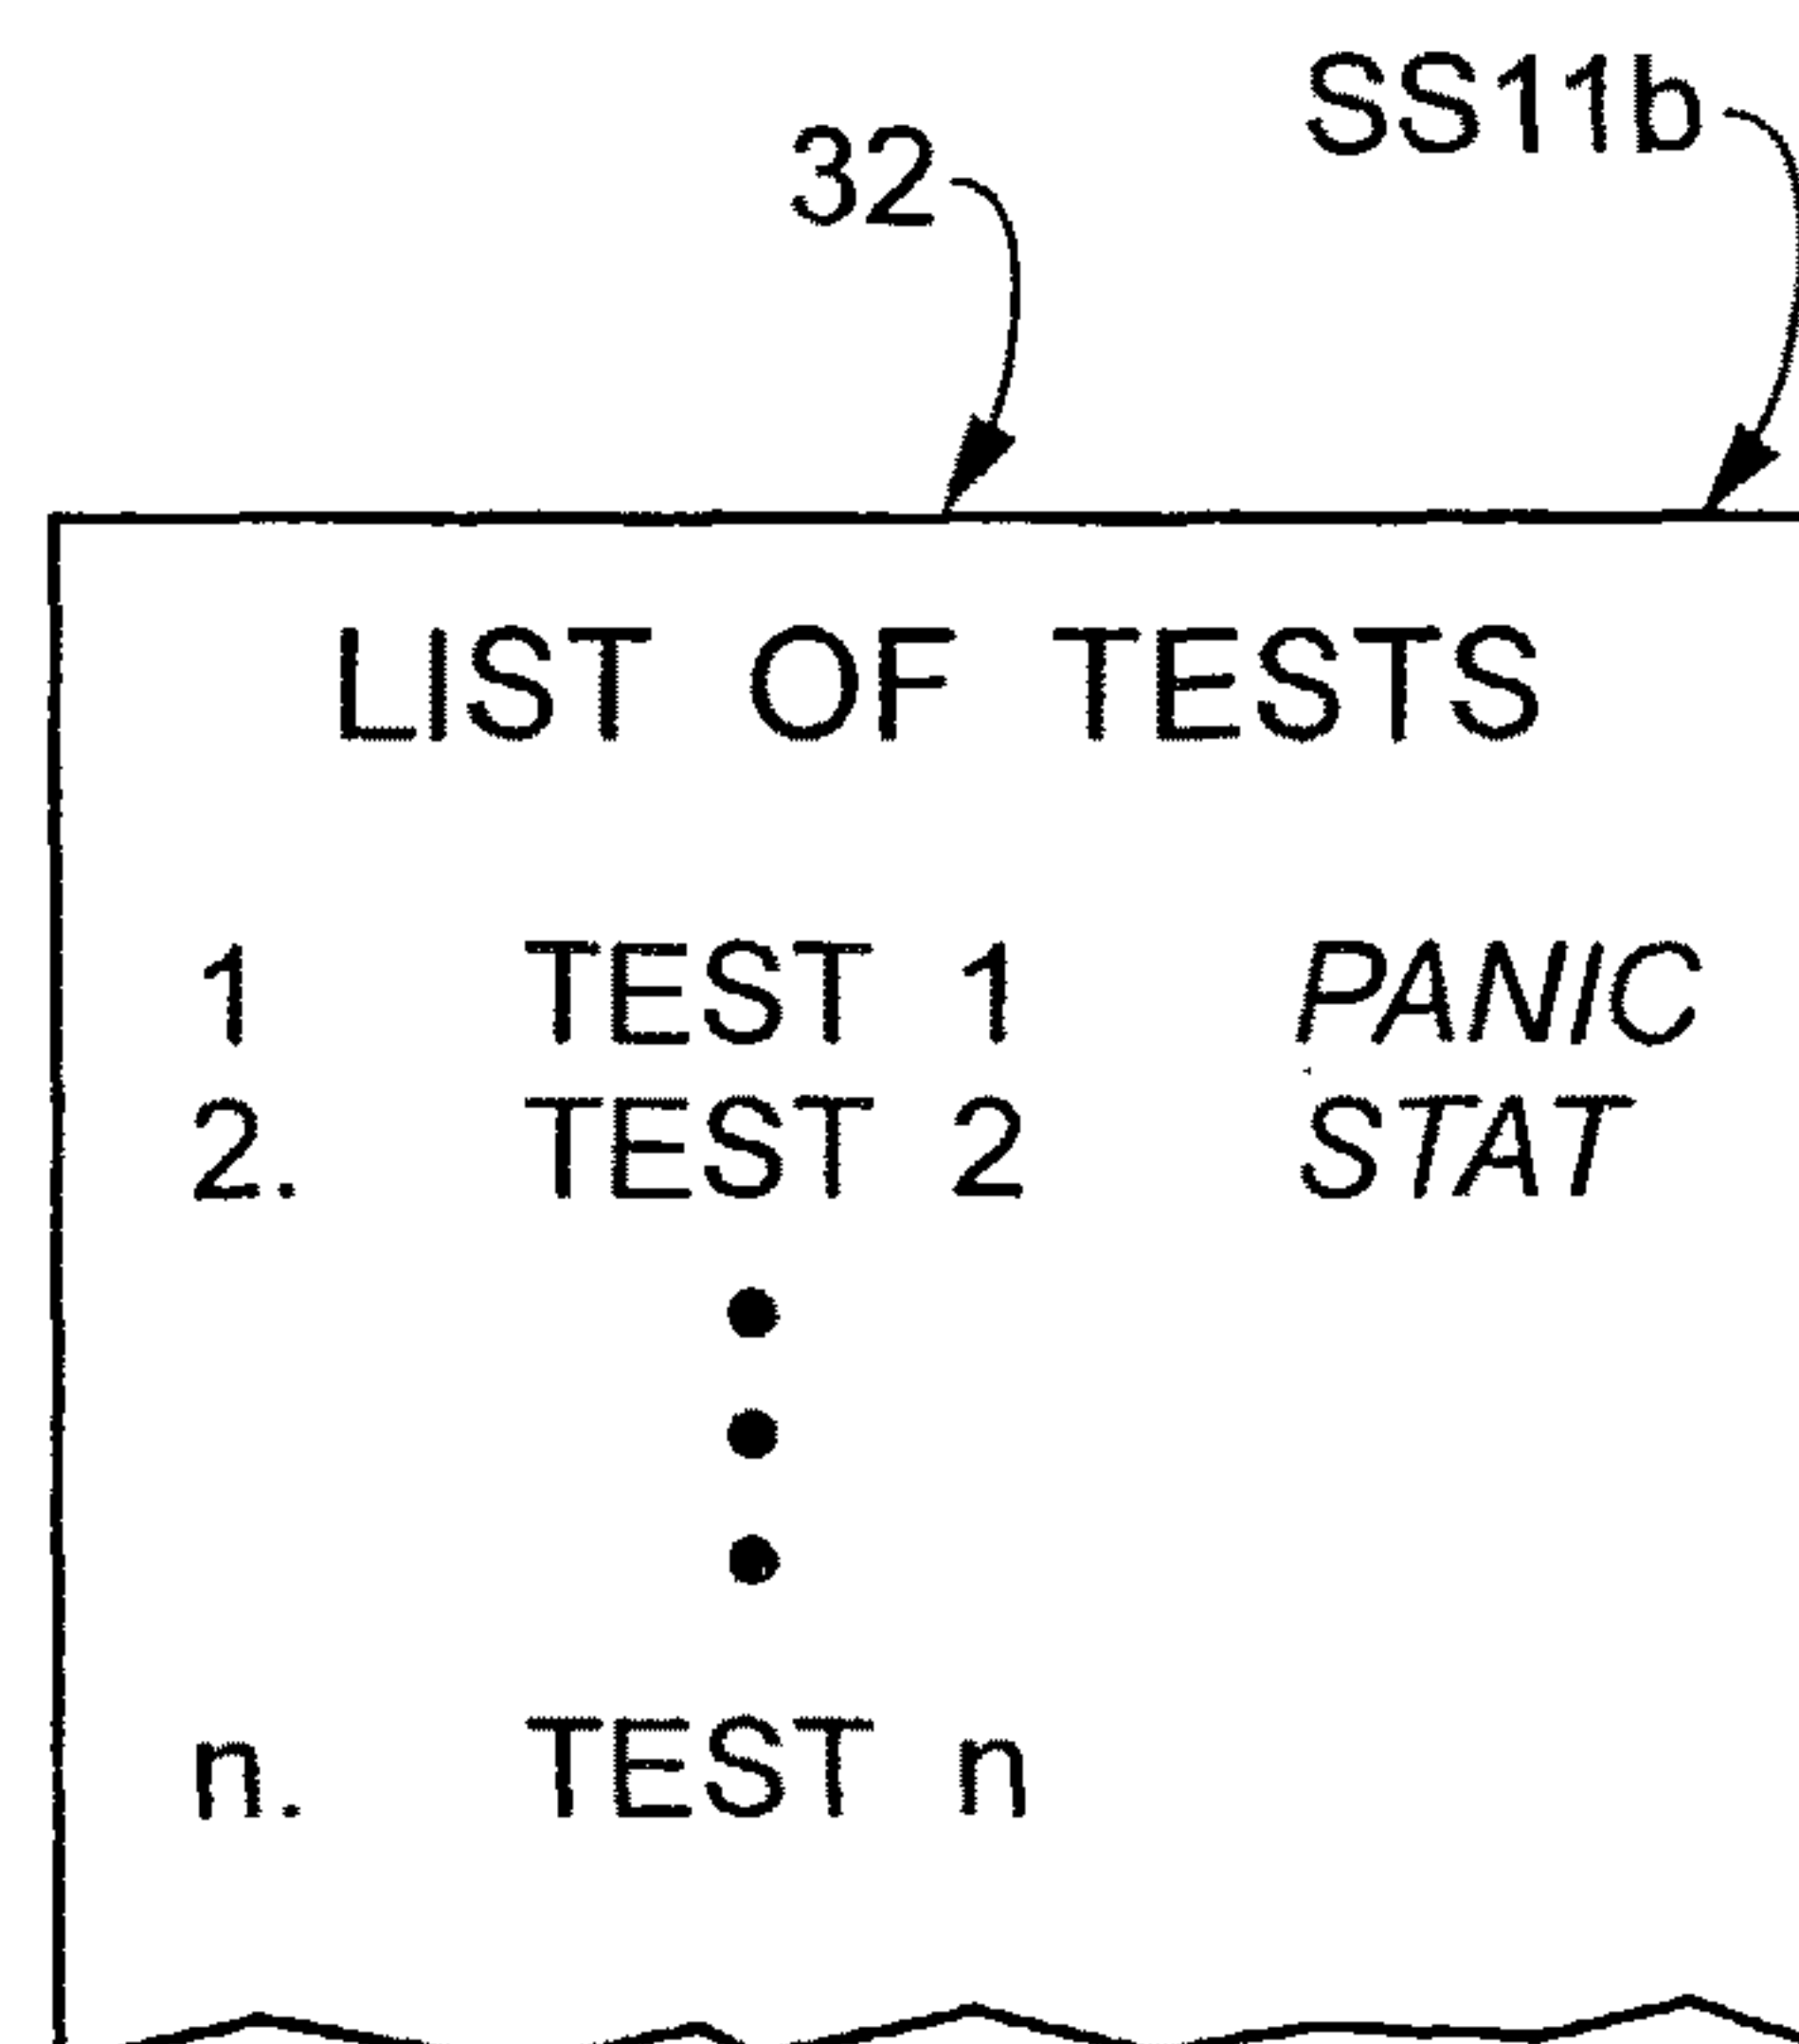 SS11b
32
LIST OF TESTS
1 TEST 1 PANIC
2. TEST 2 STAT
n. TEST n